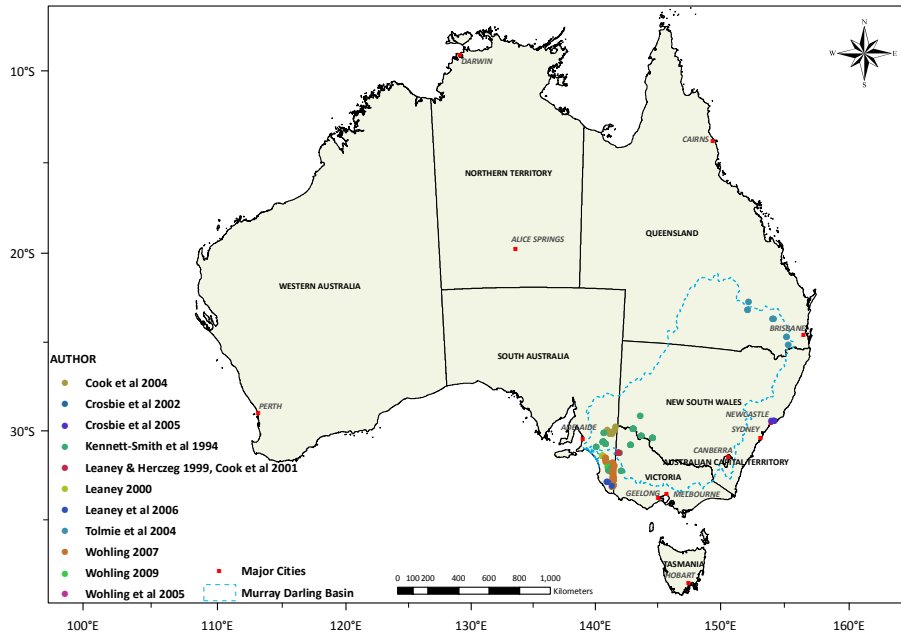 N
W E
S
10°S
DARWIN
CAIRNS
NORTHERN TERRITORY
ALICE SPRINGS
QUEENSLAND
20°S
WESTERN AUSTRALIA
BRISBANE
SOUTH AUSTRALIA
AUTHOR
Cook et al 2004
Crosbie et al 2002
Crosbie et al 2005
Kennett-Smith et al 1994
Leaney & Herczeg 1999, Cook et al 2001
Leaney 2000
Leaney et al 2006
Tolmie et al 2004
Wohling 2007
Wohling 2009
Wohling et al 2005
PERTH
NEW SOUTH WALES
NEWCASTLE
ADELAIDE
SYDNEY
30°S
CANBERRA
AUSTRALIAN CAPITAL TERRITORY
VICTORIA
GEELONG
MELBOURNE
TASMANIA
HOBART
Major Cities
Murray Darling Basin
0 100 200 400 600 800 1,000
Kilometers
100°E 110°E 120°E 130°E 140°E 150°E 160°E